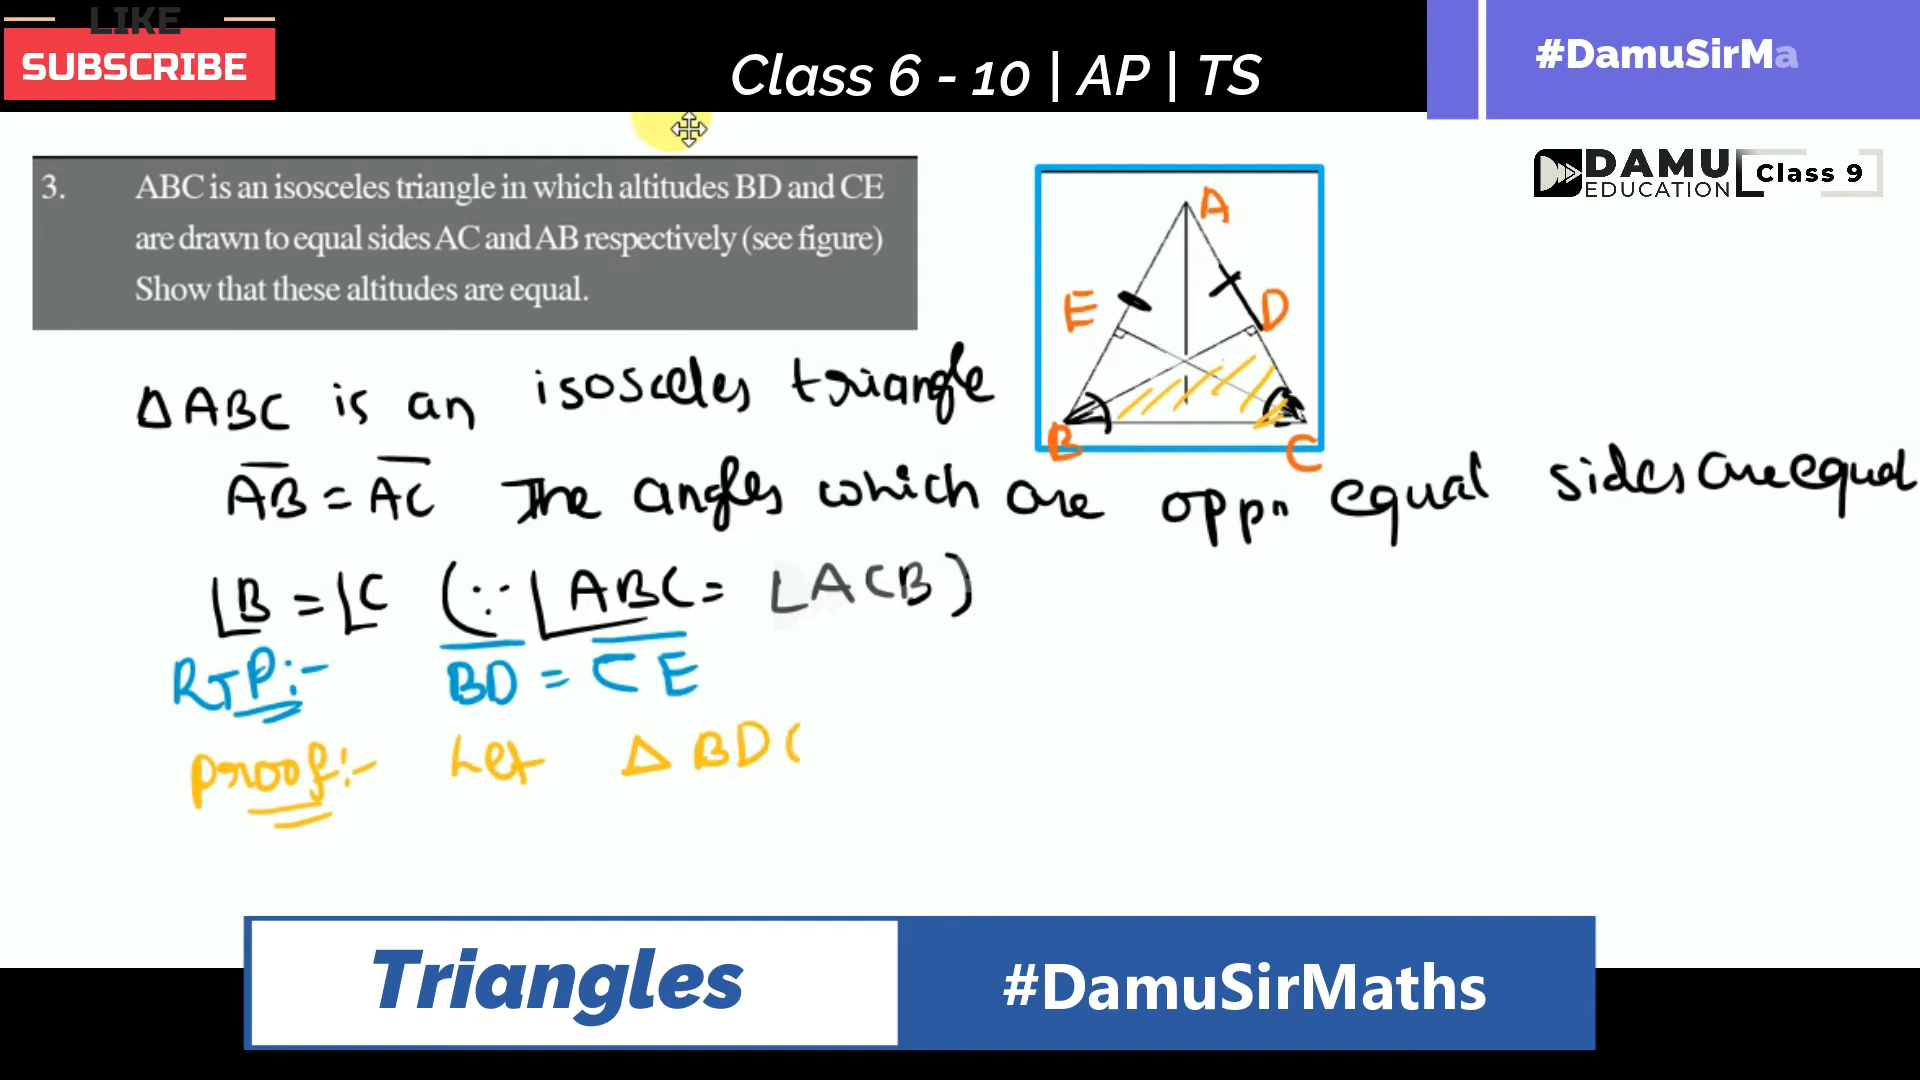 LIKE
SUBSCRIBE
Class 6 - 10 | AP | TS
#DamuSirMa
DAMU
EDUCATION
Class 9
3. ABC is an isosceles triangle in which altitudes BD and CE
are drawn to equal sides AC and AB respectively (see figure)
Show that these altitudes are equal.
A
E
D
B
C
ΔABC is an isosceles triangle
AB = AC The angles which are oppn equal sides are equal
∠B = ∠C (∵ ∠ABC = ∠ACB)
RTP:- BD = CE
Proof:- Let Δ BD(
Triangles
#DamuSirMaths